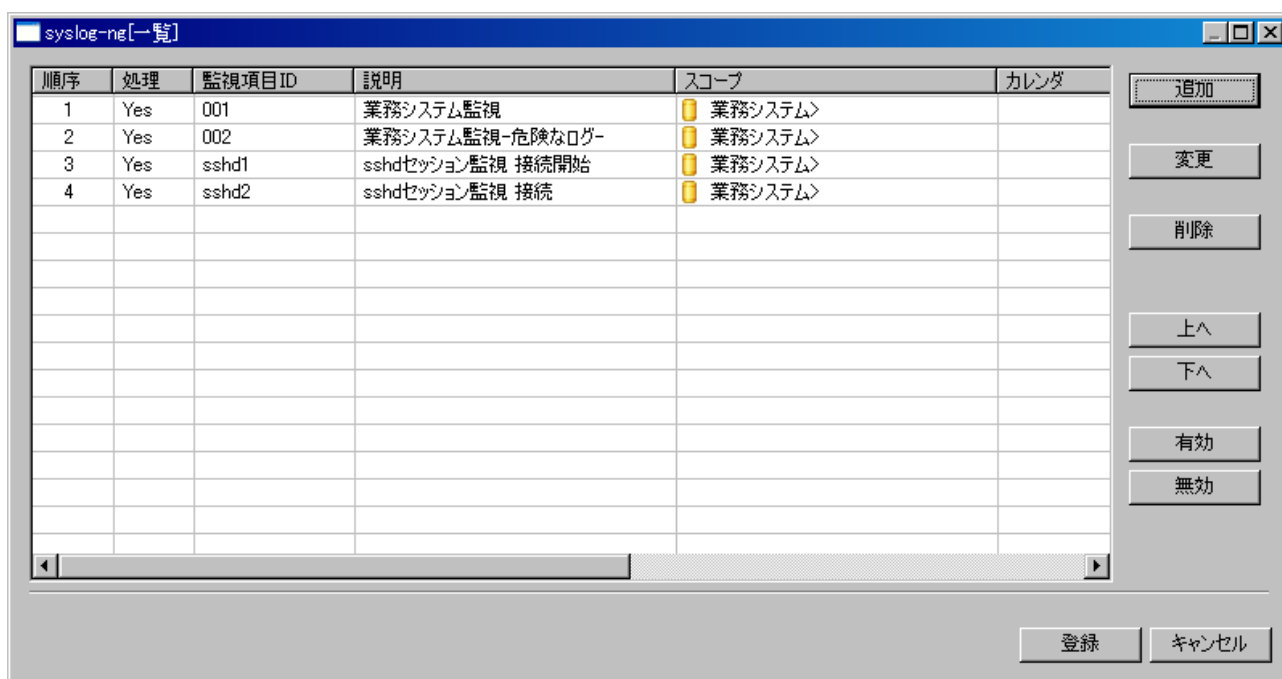 syslog-ng[一覧]
順序 処理 監視項目ID 説明 スコープ カレンダ
1 Yes 001 業務システム監視 業務システム>
2 Yes 002 業務システム監視-危険なログ- 業務システム>
3 Yes sshd1 sshdセッション監視 接続開始 業務システム>
4 Yes sshd2 sshdセッション監視 接続 業務システム>
追加
変更
削除
上へ
下へ
有効
無効
登録 キャンセル